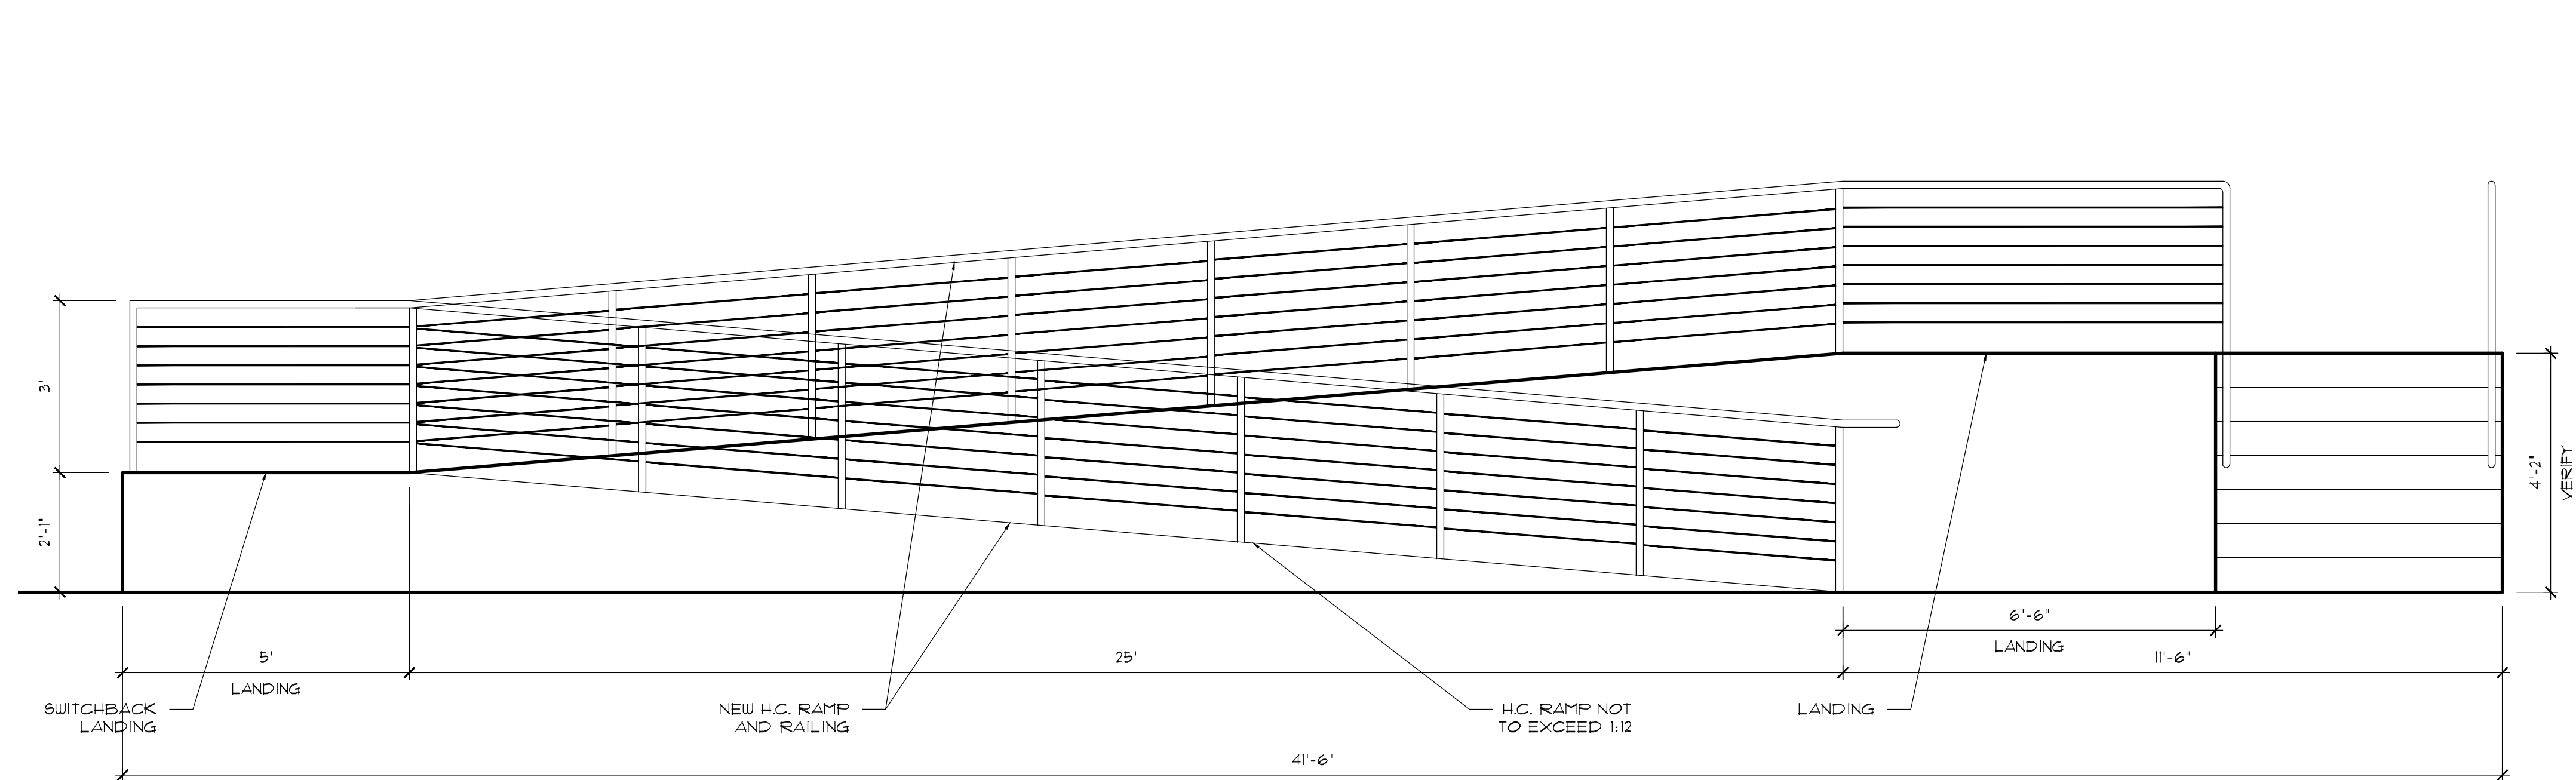 3'
2'-1"
4'-2"
VERIFY
6'-6"
LANDING
5'
LANDING
25'
11'-6"
SWITCHBACK
LANDING
NEW H.C. RAMP
AND RAILING
H.C. RAMP NOT
TO EXCEED 1:12
LANDING
41'-6"